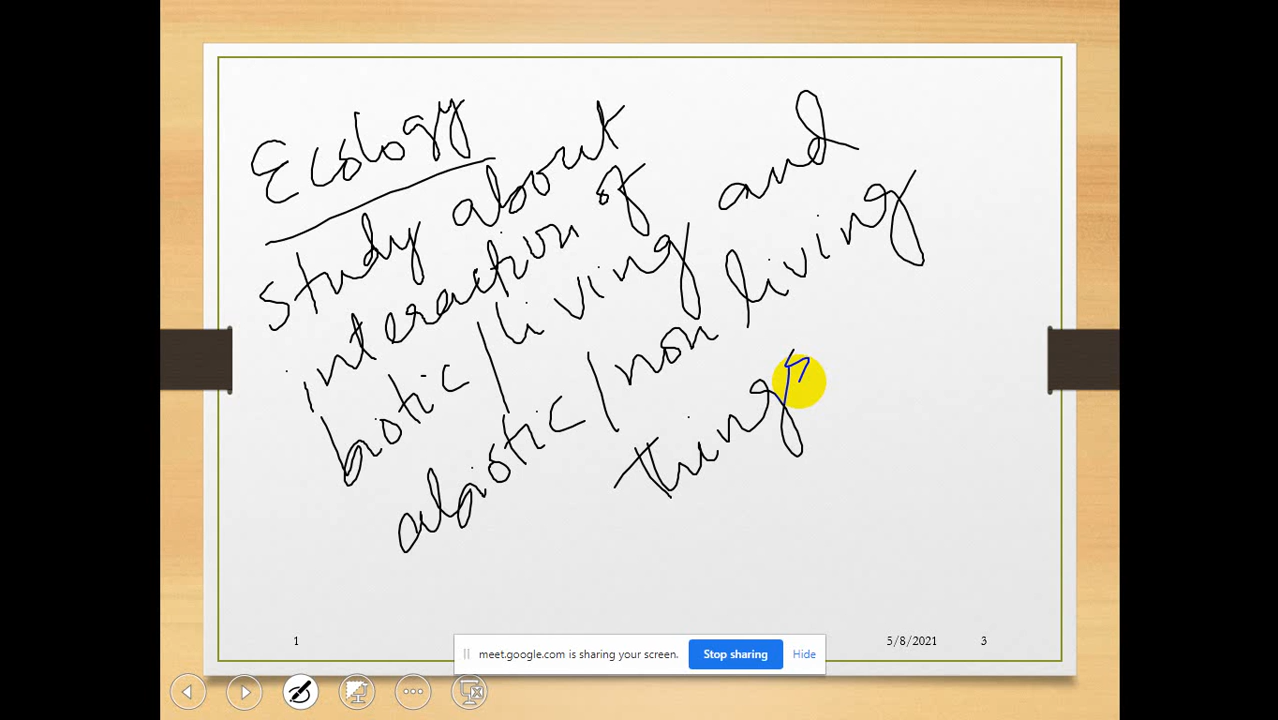 Ecology
study about
interaction of
biotic/living and
abiotic/non living
things
1
5/8/2021
3
meet.google.com is sharing your screen.
Stop sharing
Hide